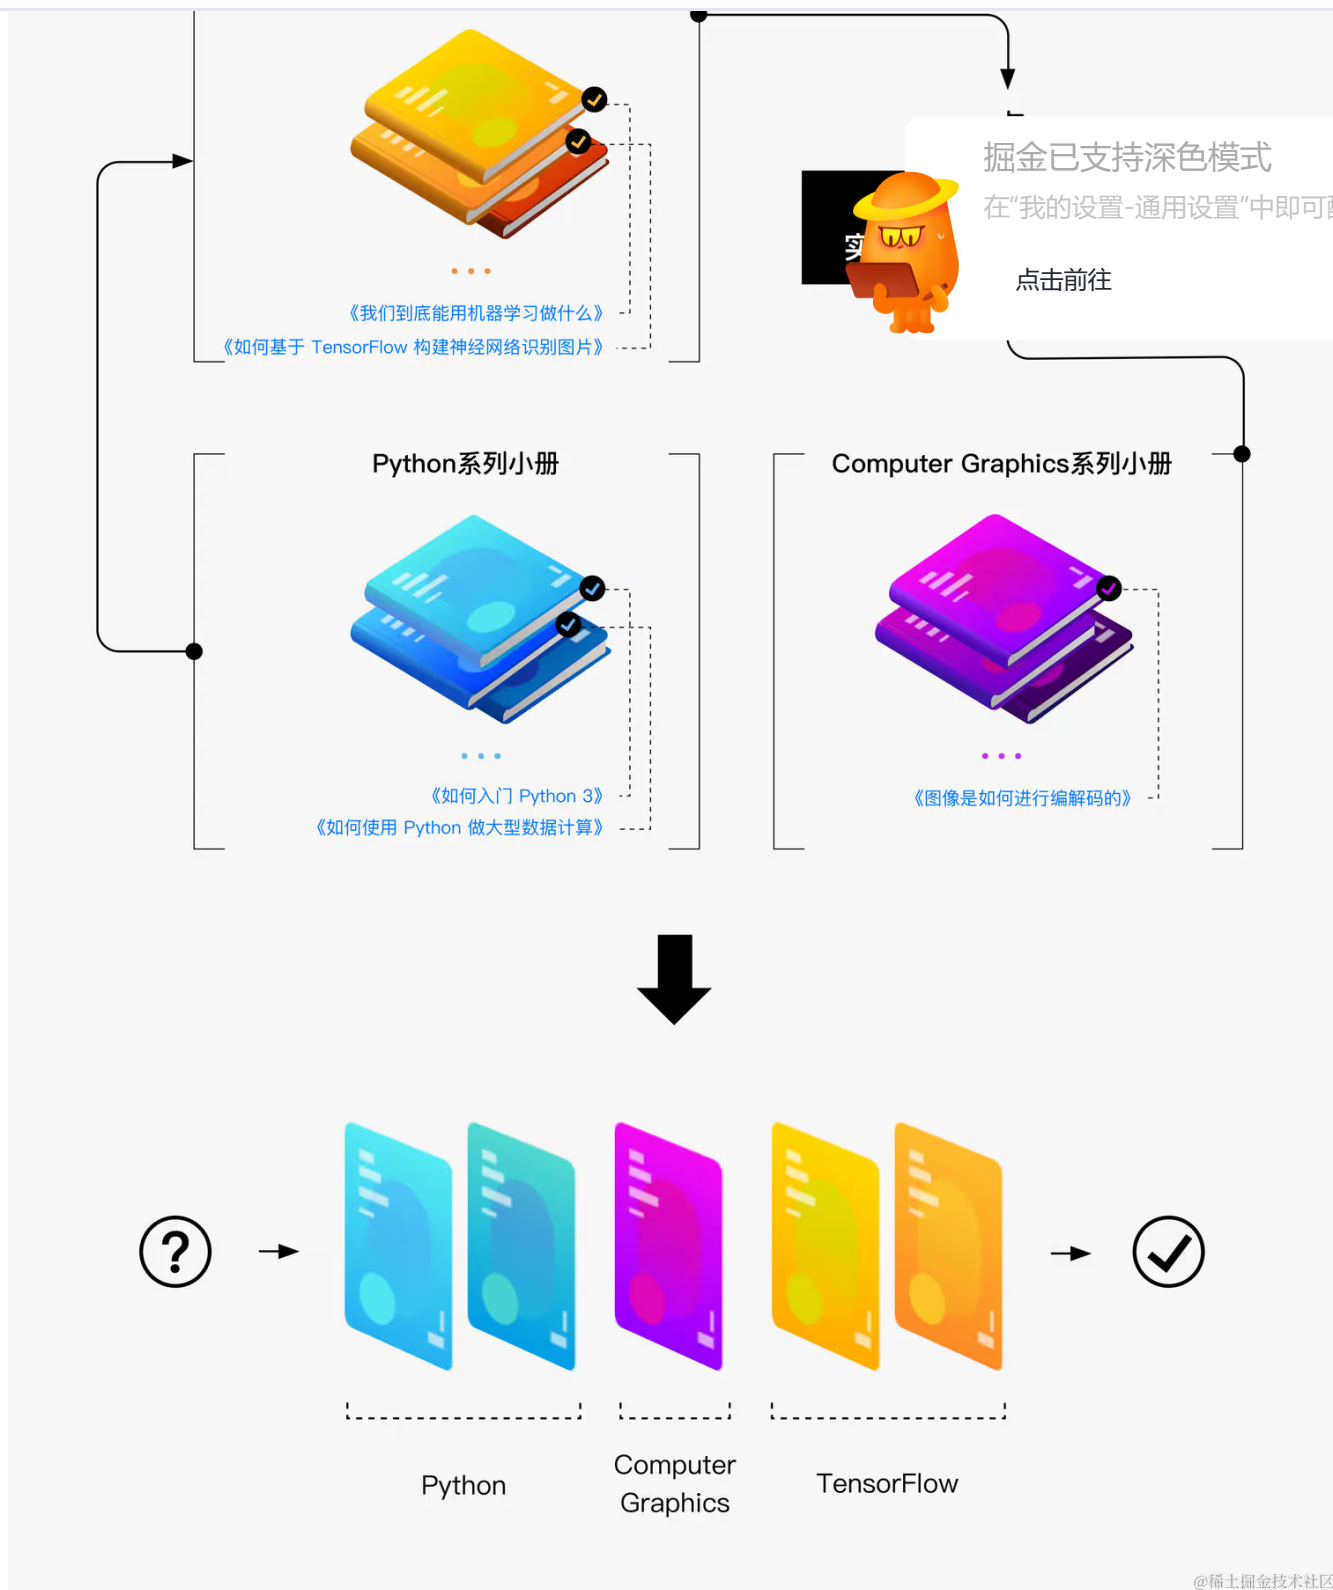 掘金已支持深色模式
在“我的设置-通用设置”中即可
实
点击前往
《我们到底能用机器学习做什么》
《如何基于 TensorFlow 构建神经网络识别图片》
Python系列小册
Computer Graphics系列小册
《如何入门 Python 3》
《如何使用 Python 做大型数据计算》
《图像是如何进行编解码的》
?
Python
Computer
Graphics
TensorFlow
@稀土掘金技术社区